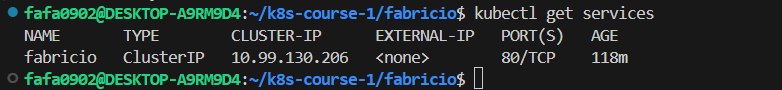 fafa0902@DESKTOP-A9RM9D4:~/k8s-course-1/fabricio$ kubectl get services
NAME TYPE CLUSTER-IP EXTERNAL-IP PORT(S) AGE
fabricio ClusterIP 10.99.130.206 <none> 80/TCP 118m
fafa0902@DESKTOP-A9RM9D4:~/k8s-course-1/fabricio$